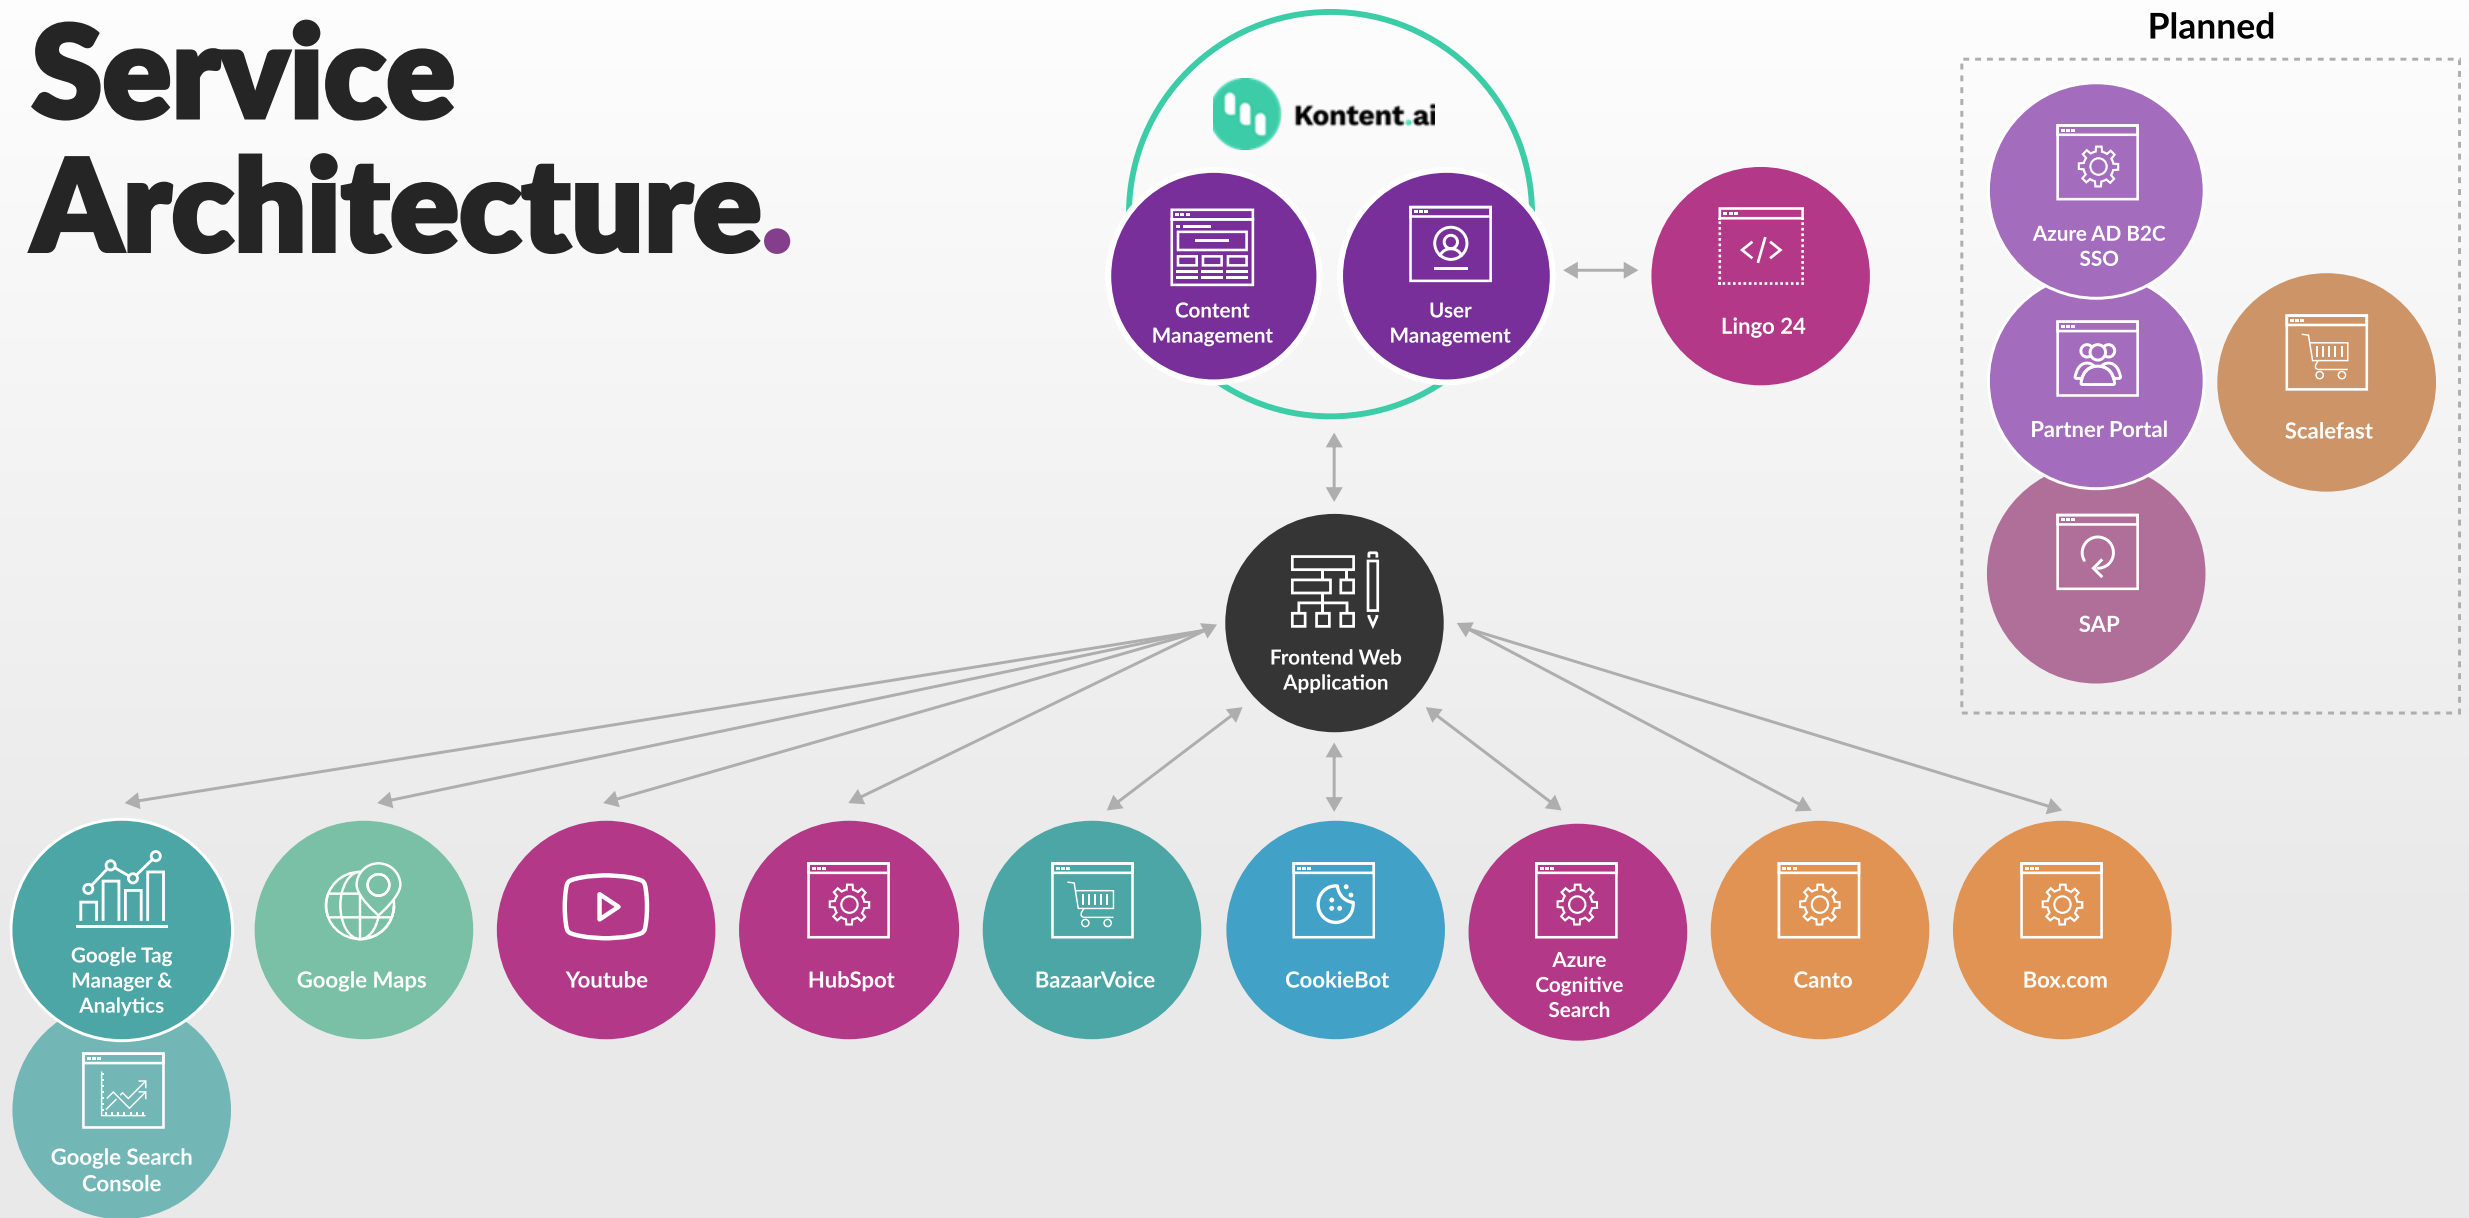 Service
Architecture.
Kontent.ai
Content
Management
User
Management
Lingo 24
Planned
Azure AD B2C
SSO
Partner Portal
Scalefast
SAP
Frontend Web
Application
Google Tag
Manager &
Analytics
Google Maps
Youtube
HubSpot
BazaarVoice
CookieBot
Azure
Cognitive
Search
Canto
Box.com
Google Search
Console